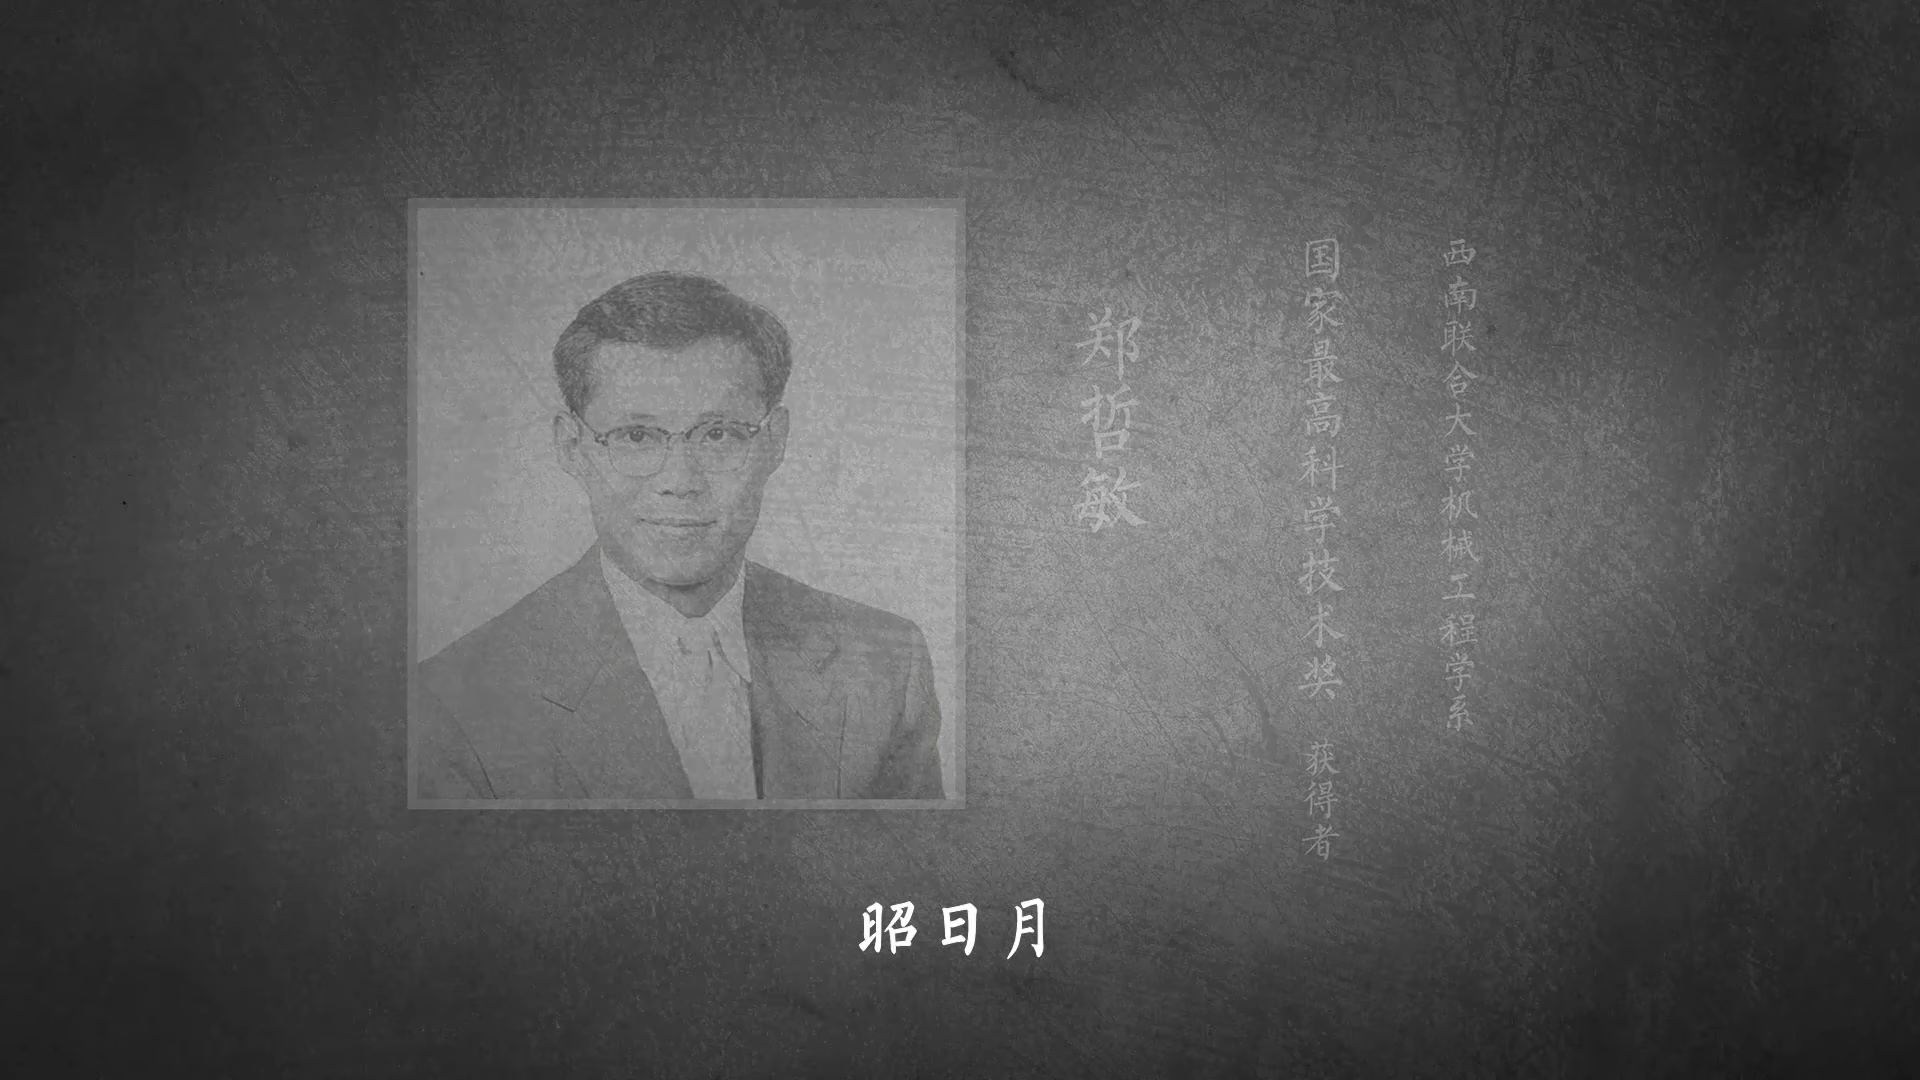 西南联合大学机械工程学系
国家最高科学技术奖 获得者
郑哲敏
昭日月